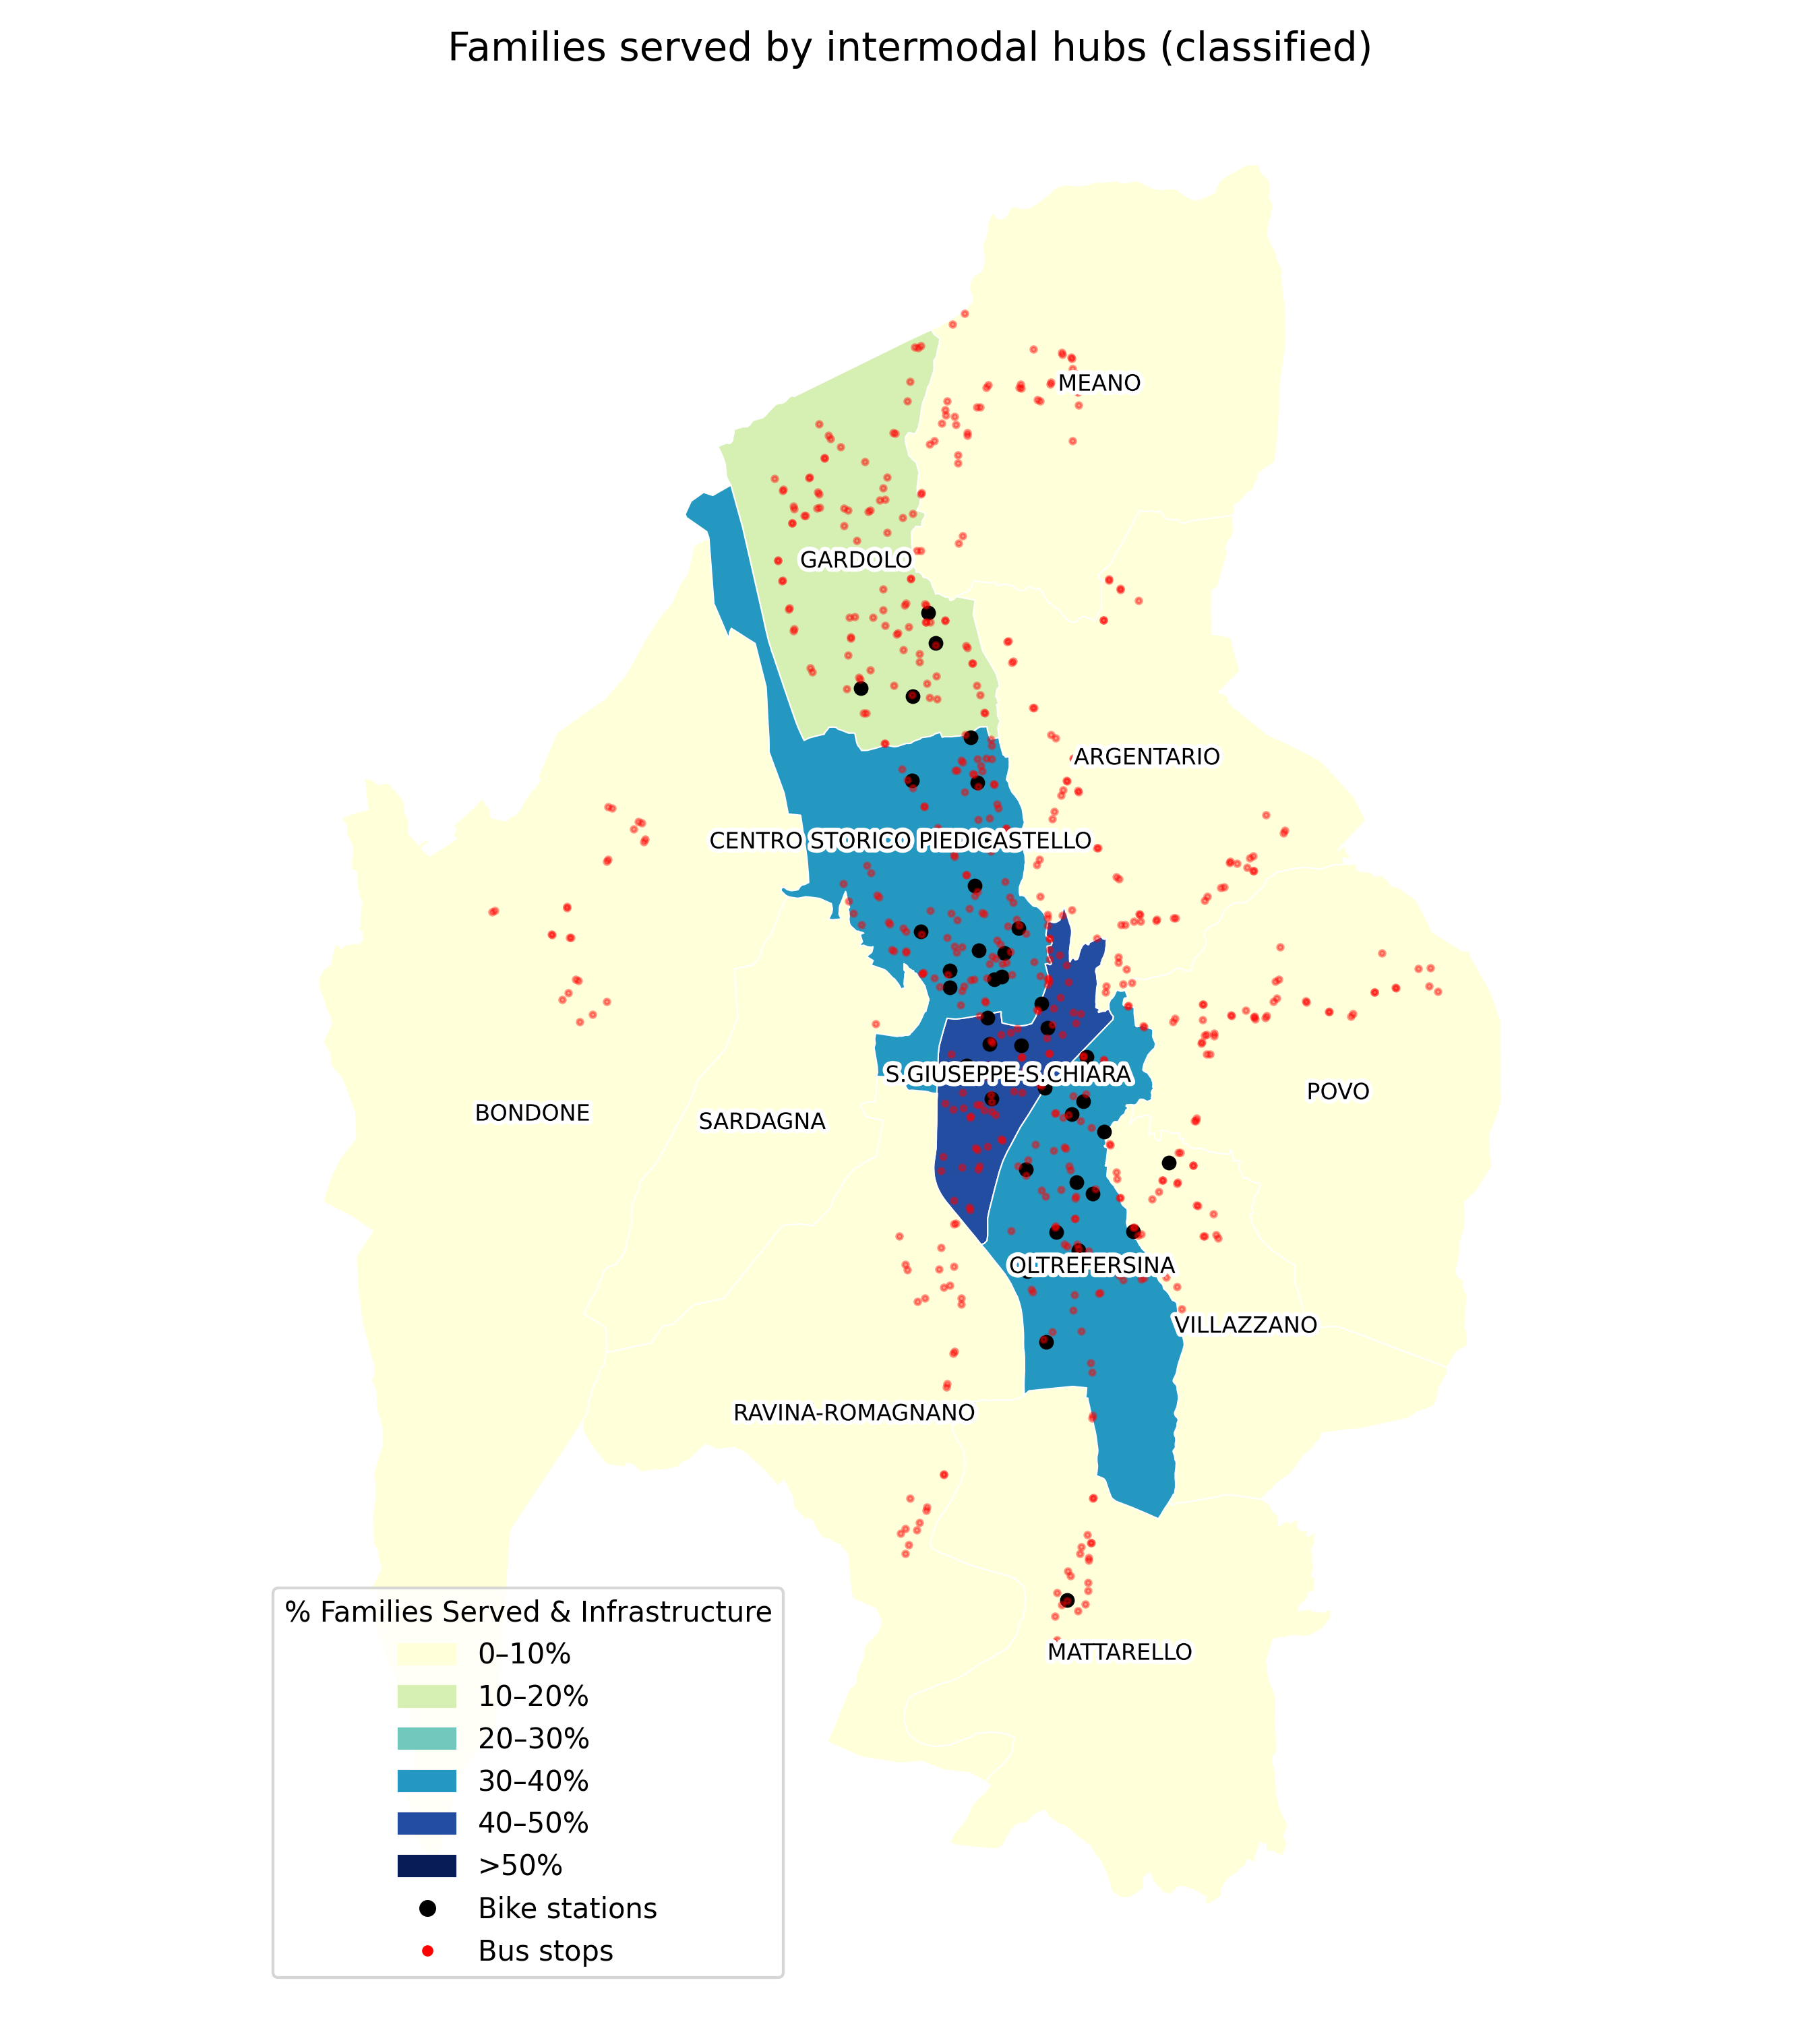 Families served by intermodal hubs (classified)
MEANO
GARDOLO
ARGENTARIO
CENTRO STORICO PIEDICASTELLO
S.GIUSEPPE-S.CHIARA
POVO
BONDONE
SARDAGNA
OLTREFERSINA
VILLAZZANO
RAVINA-ROMAGNANO
MATTARELLO
% Families Served & Infrastructure
0–10%
10–20%
20–30%
30–40%
40–50%
>50%
Bike stations
Bus stops